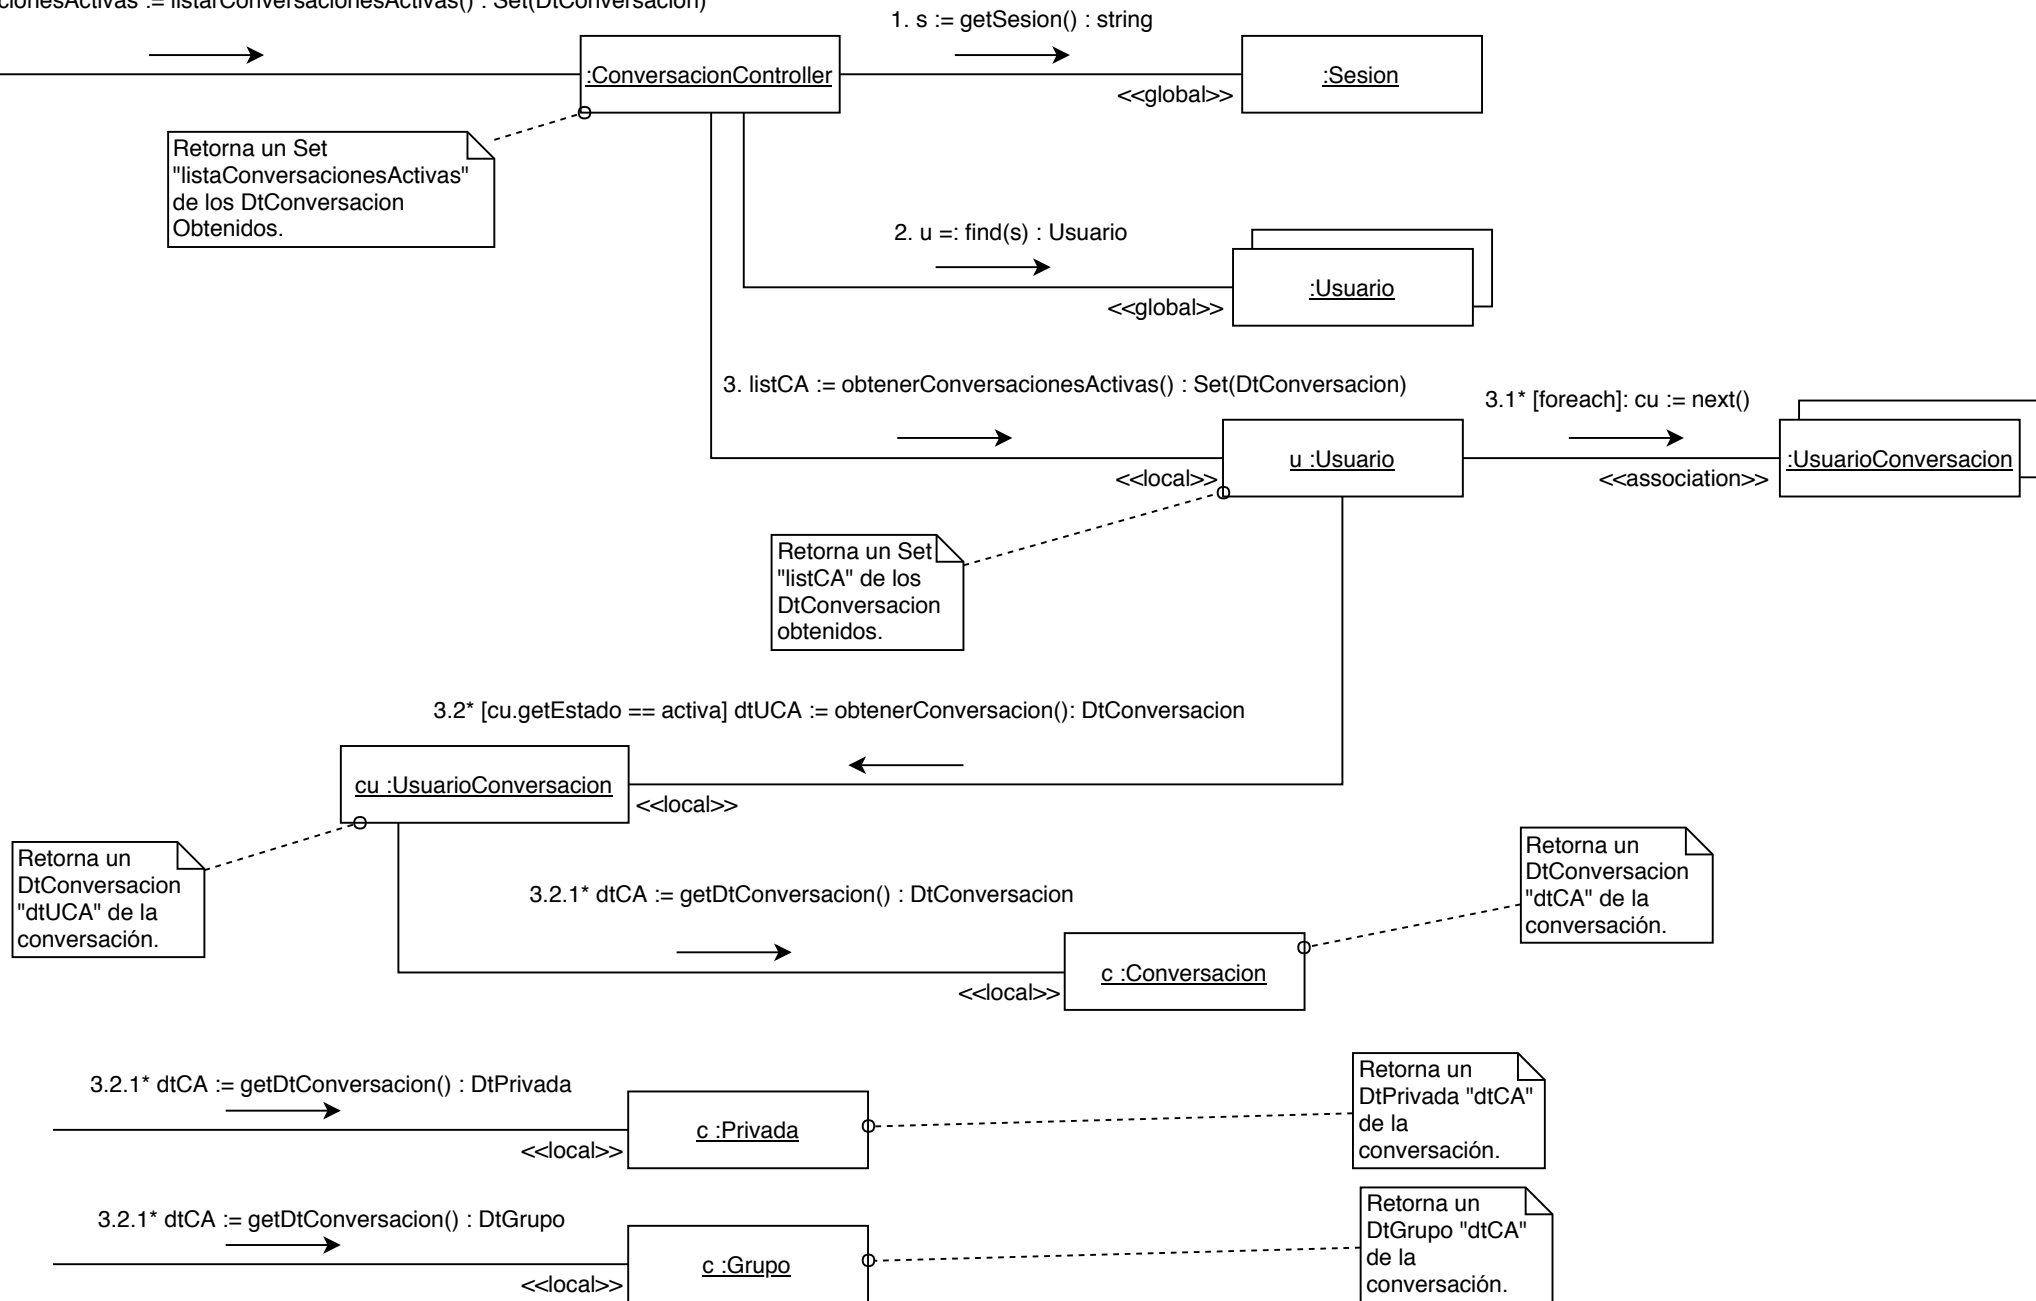 := listarConversacionesActivas() : Set(DtConversacion)
1. s := getSesion() : string
:ConversacionController
:Sesion
<<global>>
Retorna un Set
"listaConversacionesActivas"
de los DtConversacion
Obtenidos.
2. u =: find(s) : Usuario
:Usuario
<<global>>
3. listCA := obtenerConversacionesActivas() : Set(DtConversacion)
3.1* [foreach]: cu := next()
u :Usuario
:UsuarioConversacion
<<local>>
<<association>>
Retorna un Set
"listCA" de los
DtConversacion
obtenidos.
3.2* [cu.getEstado == activa] dtUCA := obtenerConversacion(): DtConversacion
cu :UsuarioConversacion
<<local>>
Retorna un
DtConversacion
"dtUCA" de la
conversación.
3.2.1* dtCA := getDtConversacion() : DtConversacion
Retorna un
DtConversacion
"dtCA" de la
conversación.
c :Conversacion
<<local>>
3.2.1* dtCA := getDtConversacion() : DtPrivada
c :Privada
<<local>>
Retorna un
DtPrivada "dtCA"
de la
conversación.
3.2.1* dtCA := getDtConversacion() : DtGrupo
c :Grupo
<<local>>
Retorna un
DtGrupo "dtCA"
de la
conversación.